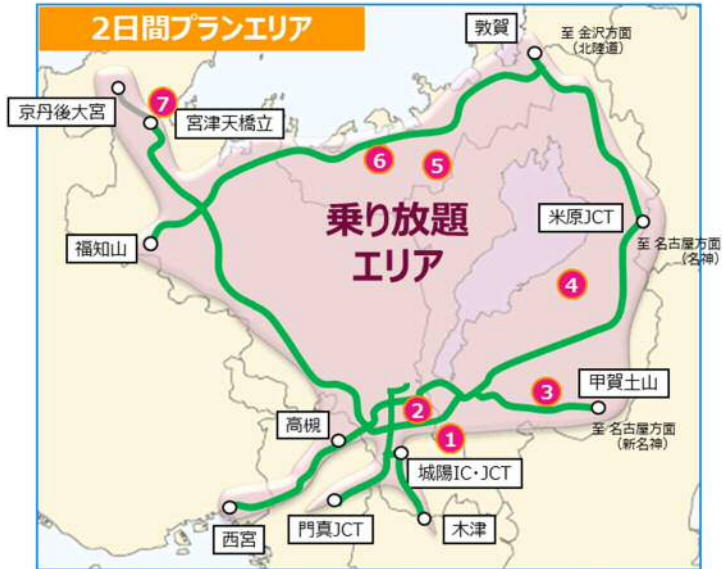 2日間プランエリア
敦賀
至 金沢方面
(北陸道)
京丹後大宮
7
宮津天橋立
6
5
乗り放題
エリア
米原JCT
至 名古屋方面
(名神)
福知山
4
3
甲賀土山
2
高槻
1
至 名古屋方面
(新名神)
城陽IC・JCT
西宮
門真JCT
木津